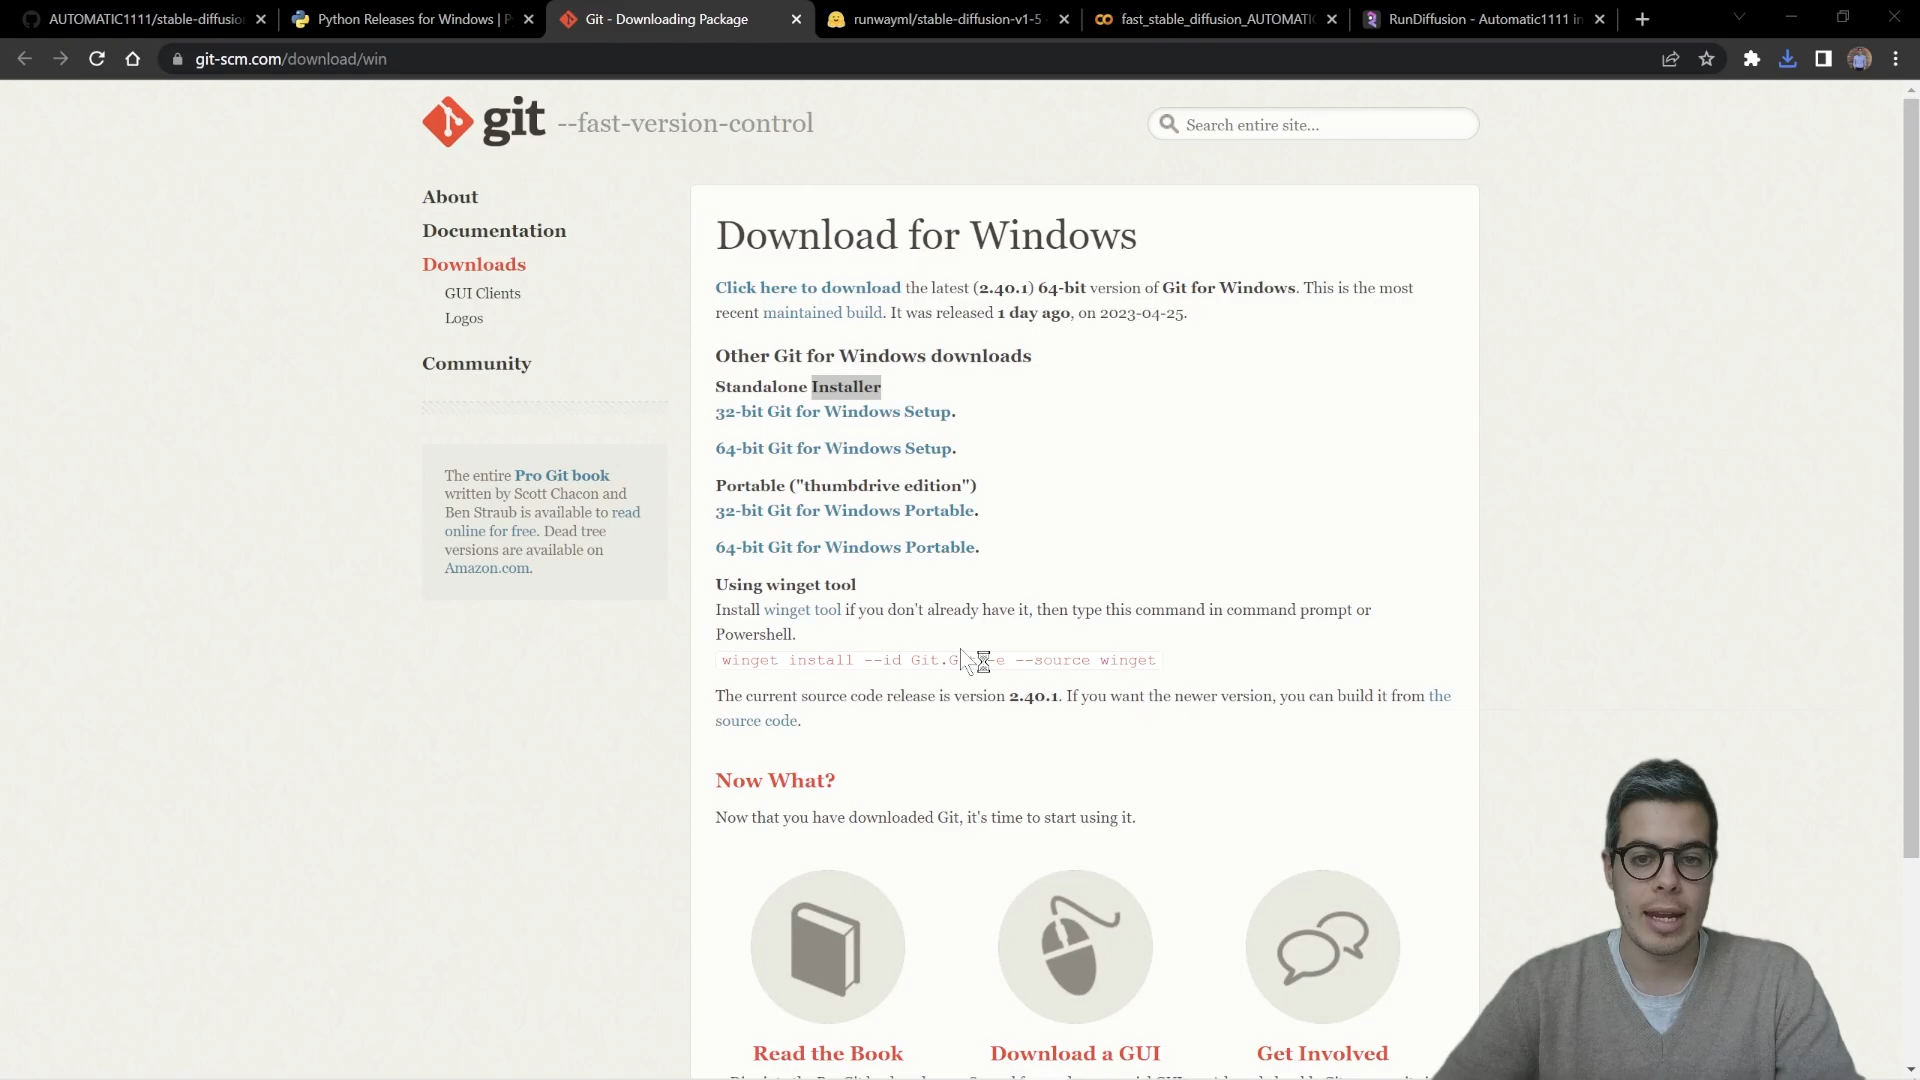 AUTOMATIC1111/stable-diffusion
Python Releases for Windows | P
Git - Downloading Package
runwayml/stable-diffusion-v1-5
fast_stable_diffusion_AUTOMATIC
RunDiffusion - Automatic1111 in
git-scm.com/download/win
git --fast-version-control
Search entire site...
About
Documentation
Downloads
GUI Clients
Logos
Community
The entire Pro Git book
written by Scott Chacon and
Ben Straub is available to read
online for free. Dead tree
versions are available on
Amazon.com.
Download for Windows
Click here to download the latest (2.40.1) 64-bit version of Git for Windows. This is the most
recent maintained build. It was released 1 day ago, on 2023-04-25.
Other Git for Windows downloads
Standalone Installer
32-bit Git for Windows Setup.
64-bit Git for Windows Setup.
Portable ("thumbdrive edition")
32-bit Git for Windows Portable.
64-bit Git for Windows Portable.
Using winget tool
Install winget tool if you don't already have it, then type this command in command prompt or
Powershell.
winget install --id --source winget
The current source code release is version 2.40.1. If you want the newer version, you can build it from the
source code.
Now What?
Now that you have downloaded Git, it's time to start using it.
Read the Book
Download a GUI
Get Involved